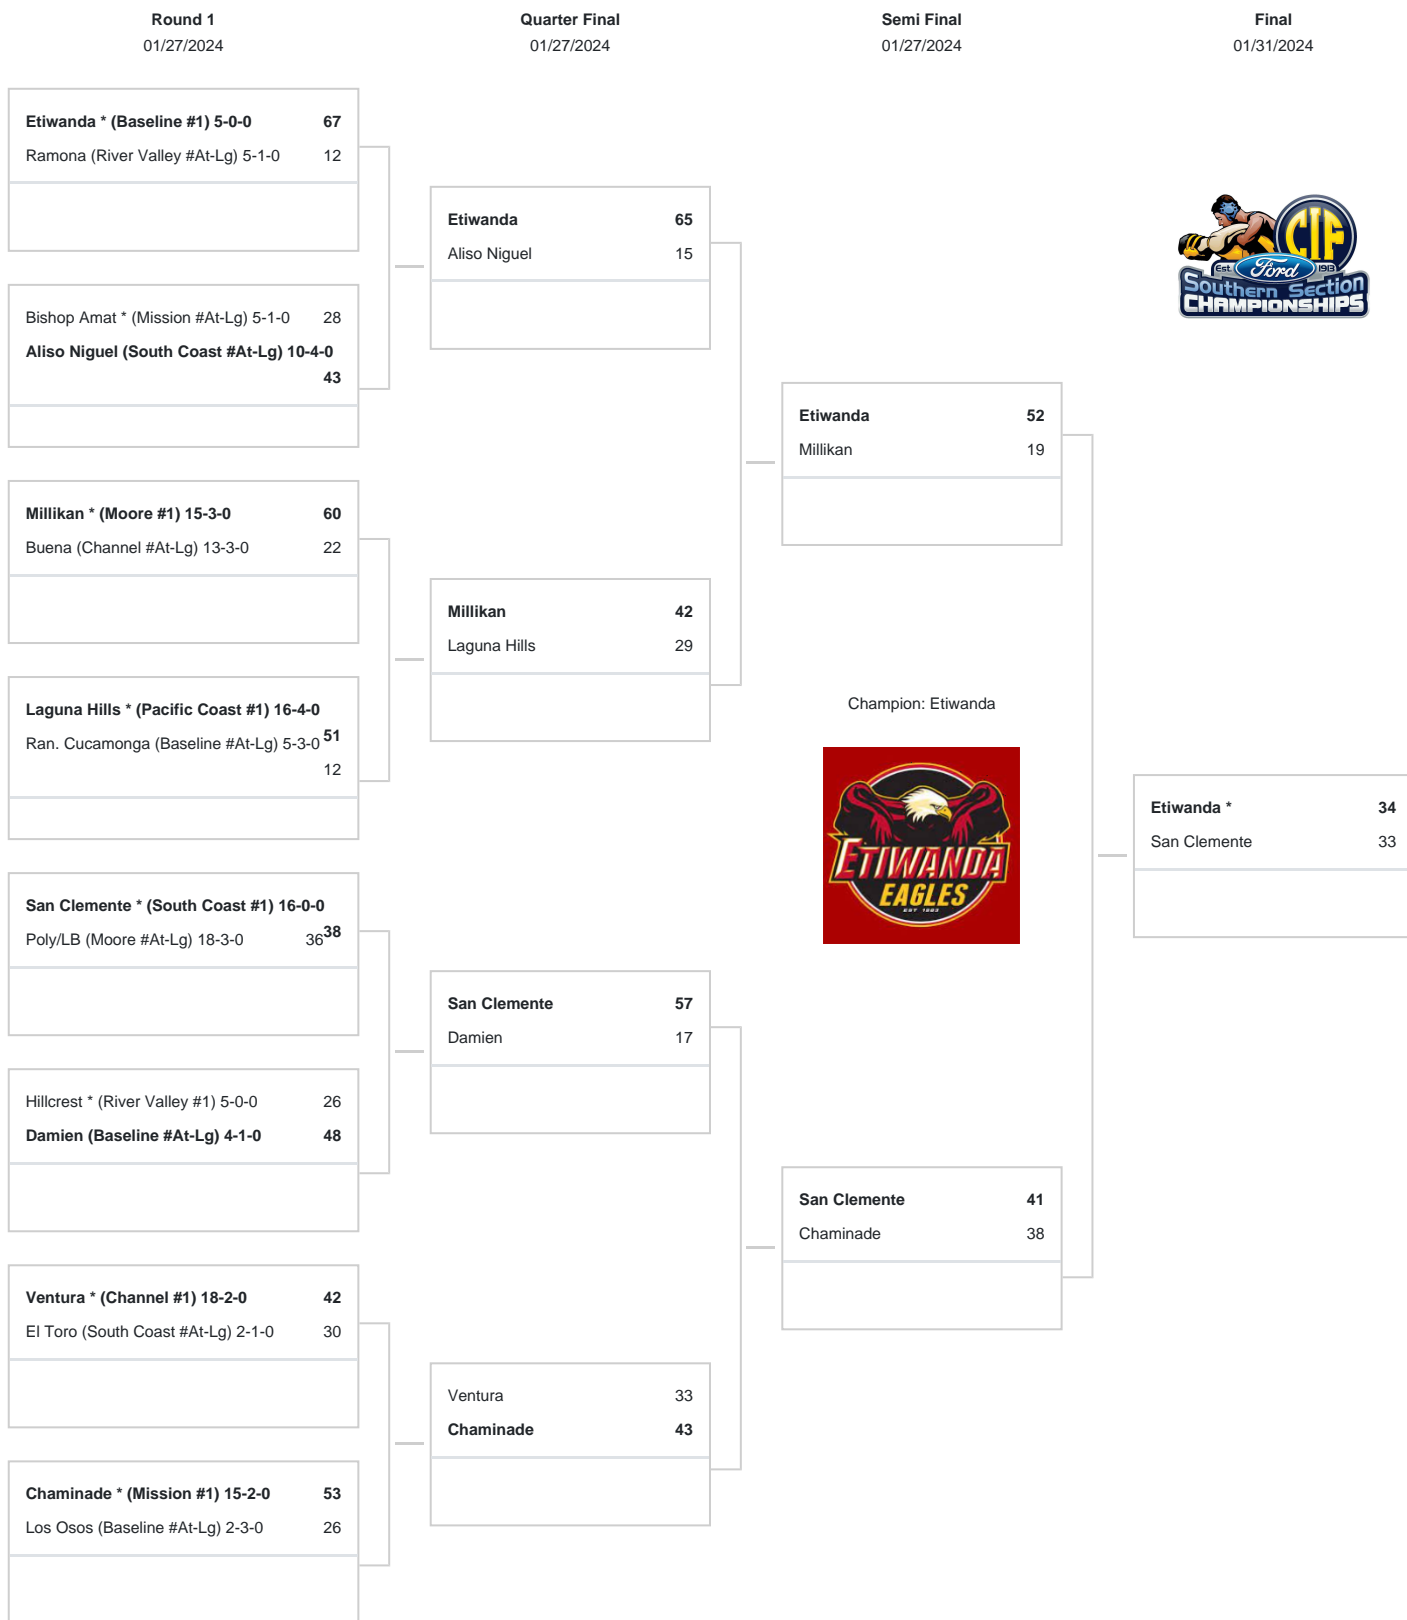 Round 1
01/27/2024
Quarter Final
01/27/2024
Semi Final
01/27/2024
Final
01/31/2024
Etiwanda * (Baseline #1) 5-0-0 67
Ramona (River Valley #At-Lg) 5-1-0 12
Bishop Amat * (Mission #At-Lg) 5-1-0 28
Aliso Niguel (South Coast #At-Lg) 10-4-0
43
Millikan * (Moore #1) 15-3-0 60
Buena (Channel #At-Lg) 13-3-0 22
Laguna Hills * (Pacific Coast #1) 16-4-0
51
Ran. Cucamonga (Baseline #At-Lg) 5-3-0
12
San Clemente * (South Coast #1) 16-0-0
38
Poly/LB (Moore #At-Lg) 18-3-0 36
Hillcrest * (River Valley #1) 5-0-0 26
Damien (Baseline #At-Lg) 4-1-0 48
Ventura * (Channel #1) 18-2-0 42
El Toro (South Coast #At-Lg) 2-1-0 30
Chaminade * (Mission #1) 15-2-0 53
Los Osos (Baseline #At-Lg) 2-3-0 26
Etiwanda 65
Aliso Niguel 15
Millikan 42
Laguna Hills 29
San Clemente 57
Damien 17
Ventura 33
Chaminade 43
Etiwanda 52
Millikan 19
Champion: Etiwanda
ETIWANDA
EAGLES
EST 1883
San Clemente 41
Chaminade 38
CIF
Est. Ford 1913
Southern Section
CHAMPIONSHIPS
Etiwanda * 34
San Clemente 33